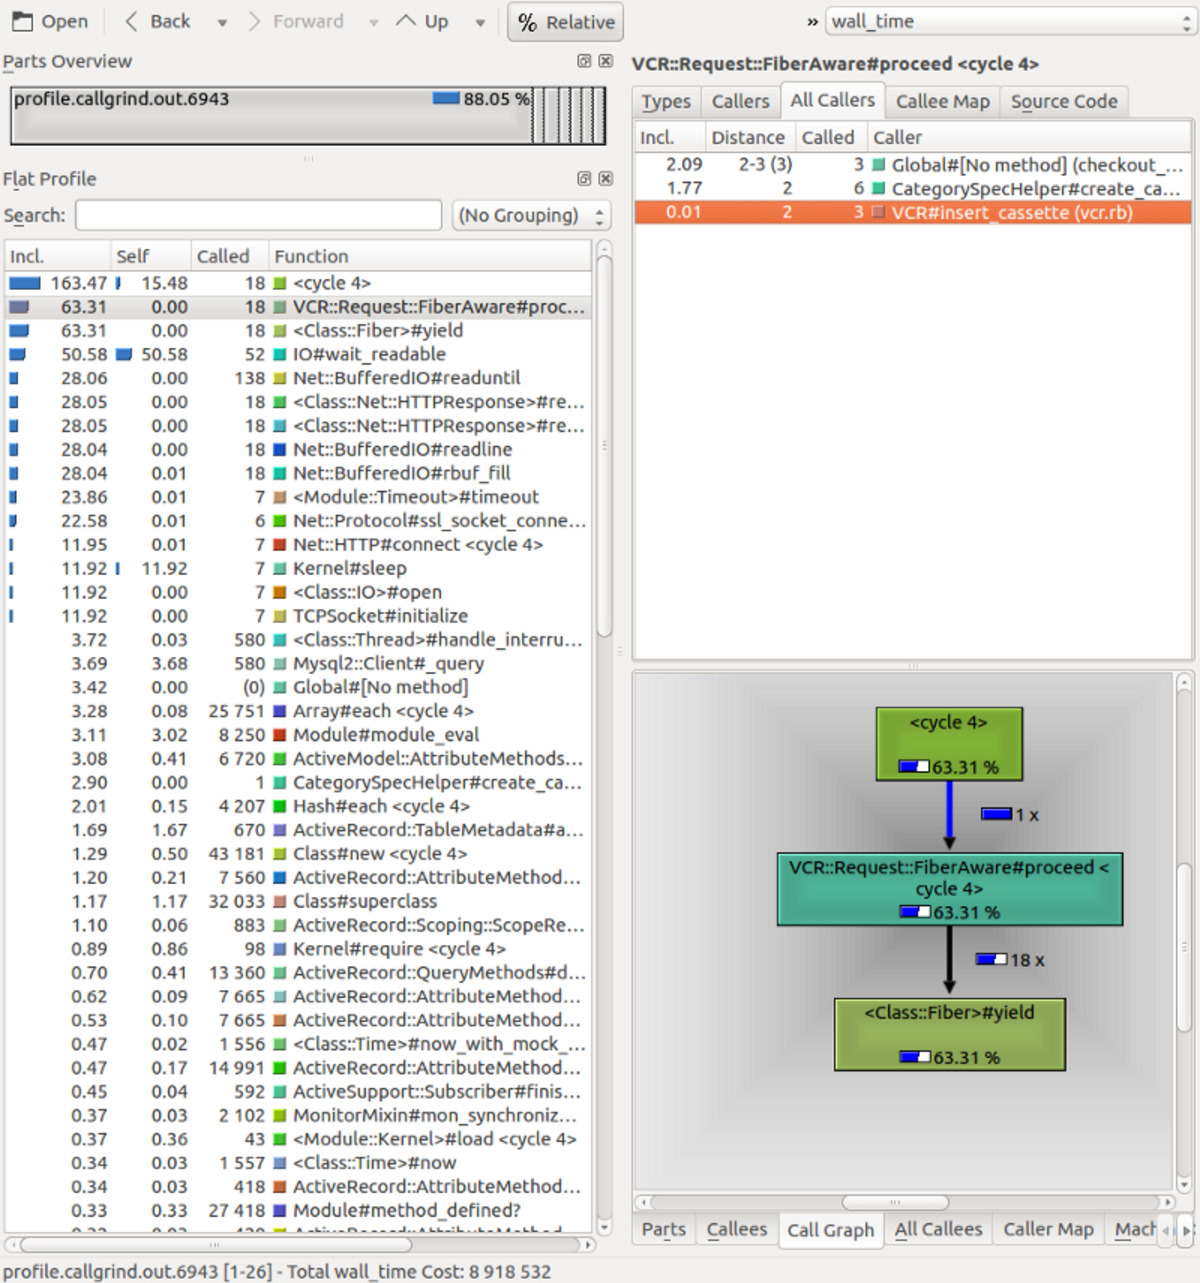 Open Back Forward Up % Relative » wall_time
Parts Overview
profile.callgrind.out.6943 88.05 %
Flat Profile
Search: (No Grouping)
Incl. Self Called Function
163.47 15.48 18 <cycle 4>
63.31 0.00 18 VCR::Request::FiberAware#proc...
63.31 0.00 18 <Class::Fiber>#yield
50.58 50.58 52 IO#wait_readable
28.06 0.00 138 Net::BufferedIO#readuntil
28.05 0.00 18 <Class::Net::HTTPResponse>#re...
28.05 0.00 18 <Class::Net::HTTPResponse>#re...
28.04 0.00 18 Net::BufferedIO#readline
28.04 0.01 18 Net::BufferedIO#rbuf_fill
23.86 0.01 7 <Module::Timeout>#timeout
22.58 0.01 6 Net::Protocol#ssl_socket_conne...
11.95 0.01 7 Net::HTTP#connect <cycle 4>
11.92 11.92 7 Kernel#sleep
11.92 0.00 7 <Class::IO>#open
11.92 0.00 7 TCPSocket#initialize
3.72 0.03 580 <Class::Thread>#handle_interru...
3.69 3.68 580 Mysql2::Client#_query
3.42 0.00 (0) Global#[No method]
3.28 0.08 25 751 Array#each <cycle 4>
3.11 3.02 8 250 Module#module_eval
3.08 0.41 6 720 ActiveModel::AttributeMethods...
2.90 0.00 1 CategorySpecHelper#create_ca...
2.01 0.15 4 207 Hash#each <cycle 4>
1.69 1.67 670 ActiveRecord::TableMetadata#a...
1.29 0.50 43 181 Class#new <cycle 4>
1.20 0.21 7 560 ActiveRecord::AttributeMethod...
1.17 1.17 32 033 Class#superclass
1.10 0.06 883 ActiveRecord::Scoping::ScopeRe...
0.89 0.86 98 Kernel#require <cycle 4>
0.70 0.41 13 360 ActiveRecord::QueryMethods#d...
0.62 0.09 7 665 ActiveRecord::AttributeMethod...
0.53 0.10 7 665 ActiveRecord::AttributeMethod...
0.47 0.02 1 556 <Class::Time>#now_with_mock_...
0.47 0.17 14 991 ActiveRecord::AttributeMethod...
0.45 0.04 592 ActiveSupport::Subscriber#finis...
0.37 0.03 2 102 MonitorMixin#mon_synchroniz...
0.37 0.36 43 <Module::Kernel>#load <cycle 4>
0.34 0.03 1 557 <Class::Time>#now
0.34 0.03 418 ActiveRecord::AttributeMethod...
0.33 0.33 27 418 Module#method_defined?
VCR::Request::FiberAware#proceed <cycle 4>
Types Callers All Callers Callee Map Source Code
Incl. Distance Called Caller
2.09 2-3 (3) 3 Global#[No method] (checkout_...
1.77 2 6 CategorySpecHelper#create_ca...
0.01 2 3 VCR#insert_cassette (vcr.rb)
<cycle 4>
63.31 %
1 x
VCR::Request::FiberAware#proceed <
cycle 4>
63.31 %
18 x
<Class::Fiber>#yield
63.31 %
Parts Callees Call Graph All Callees Caller Map
profile.callgrind.out.6943 [1-26] - Total wall_time Cost: 8 918 532